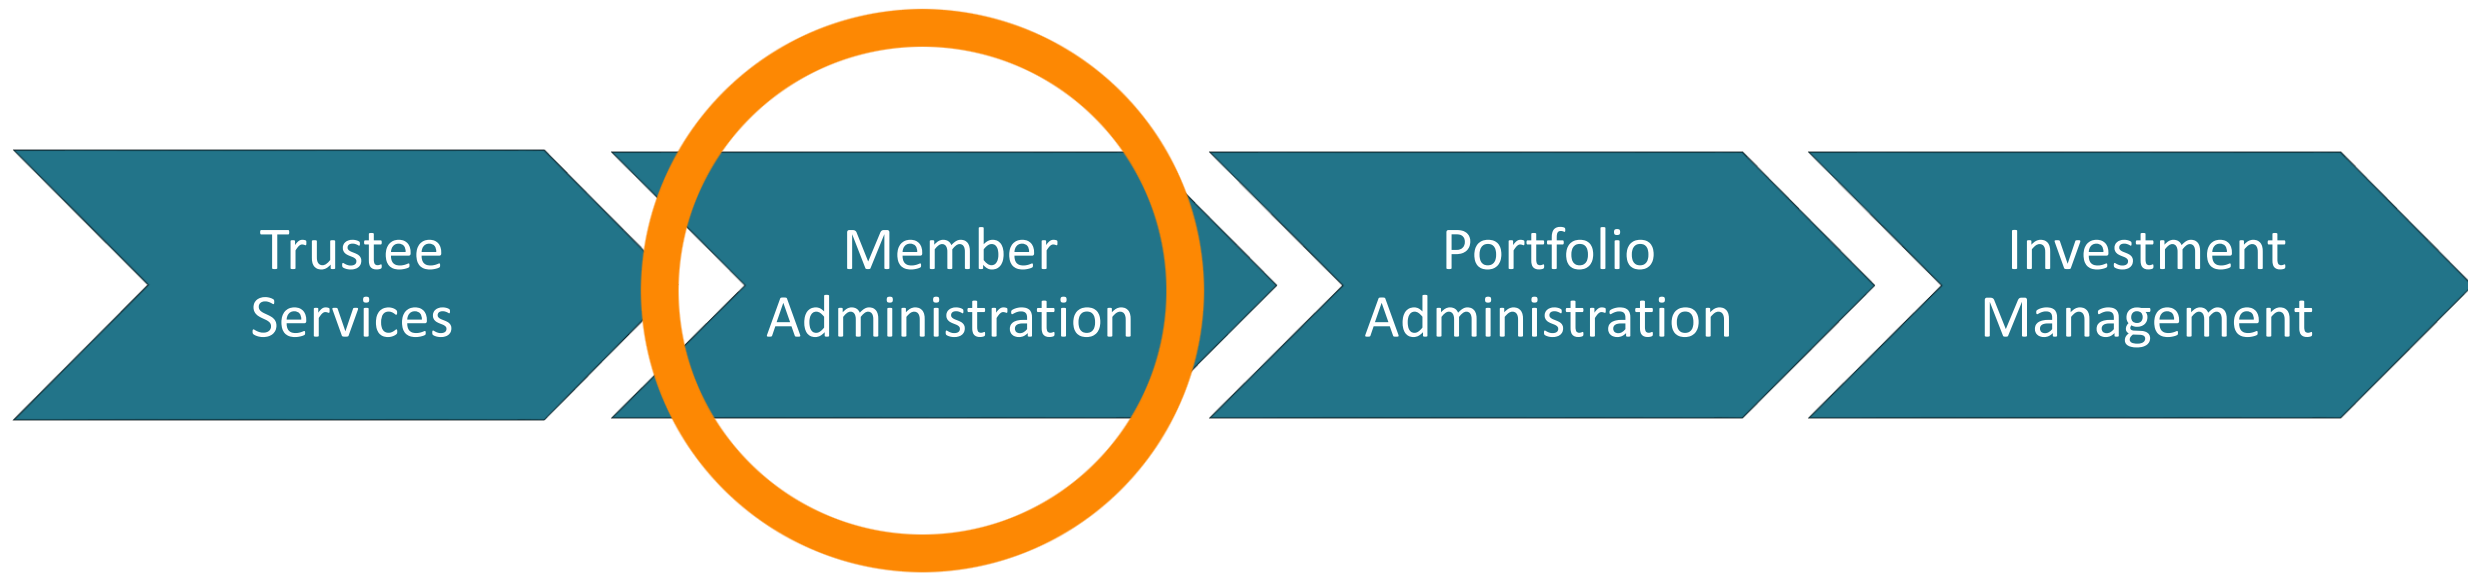 Trustee
Services
Member
Administration
Portfolio
Administration
Investment
Management